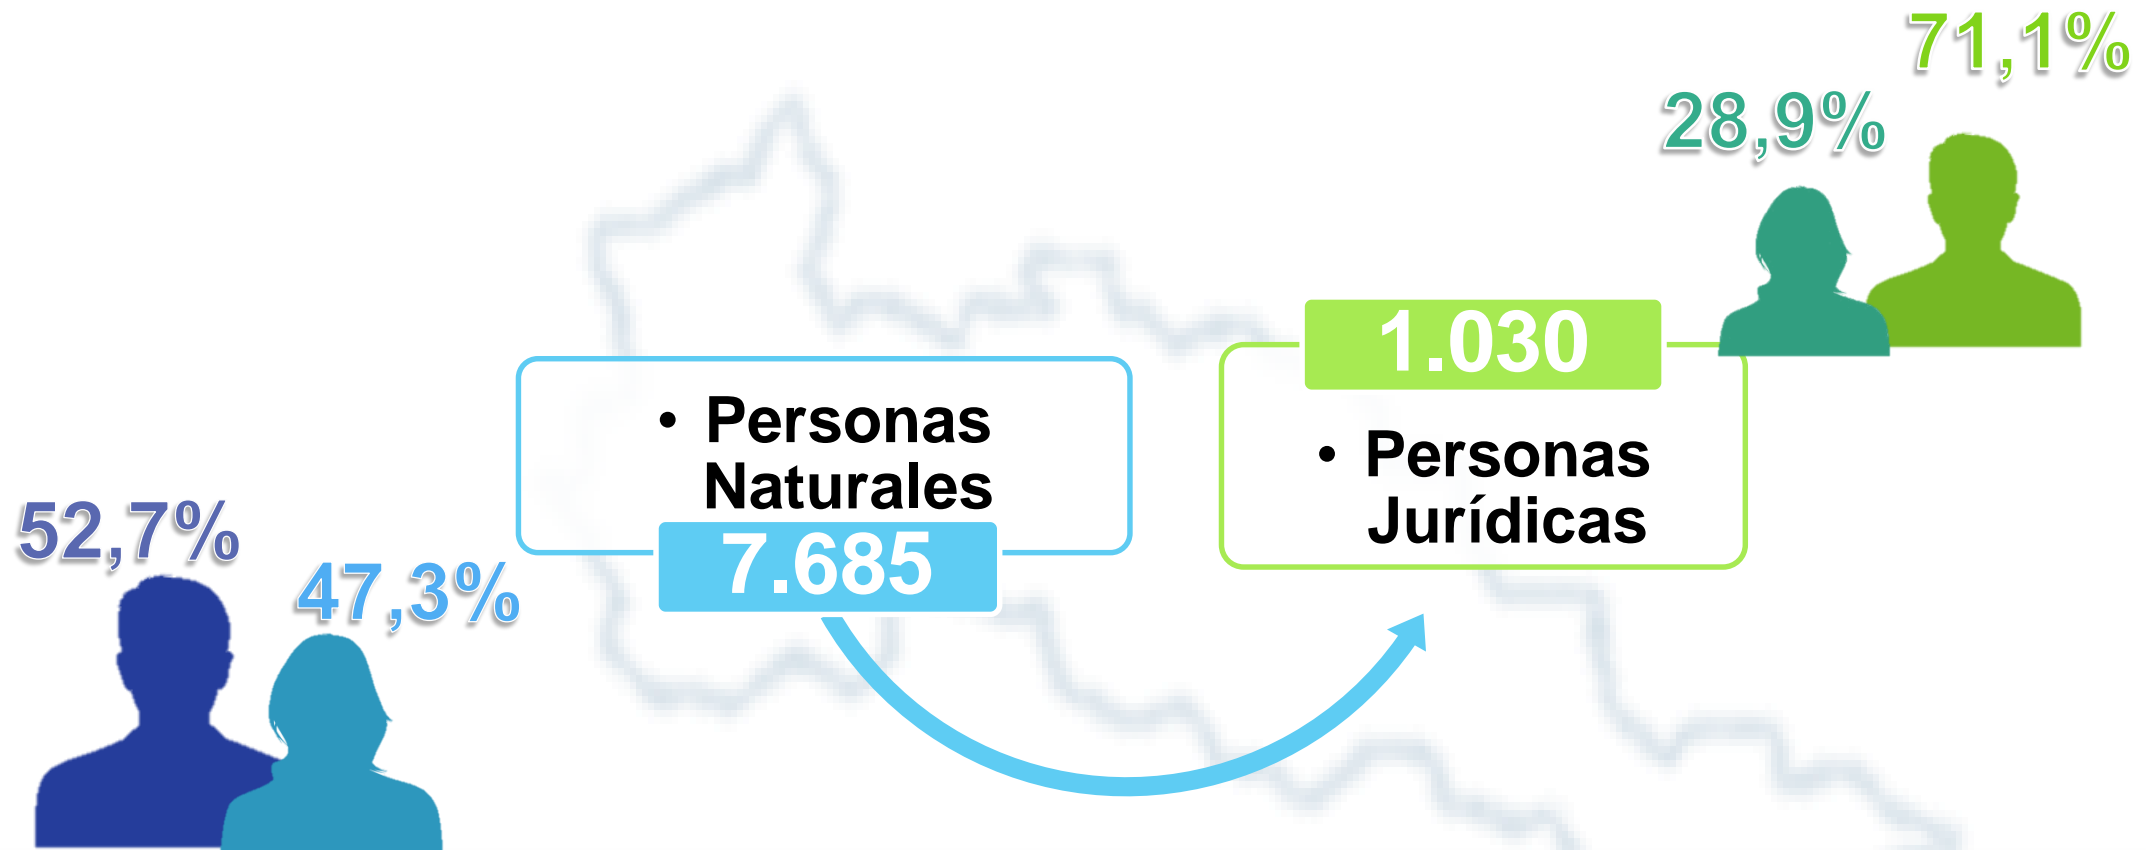 71,1%
28,9%
1.030
• Personas
Naturales
• Personas
Jurídicas
52,7%
7.685
47,3%